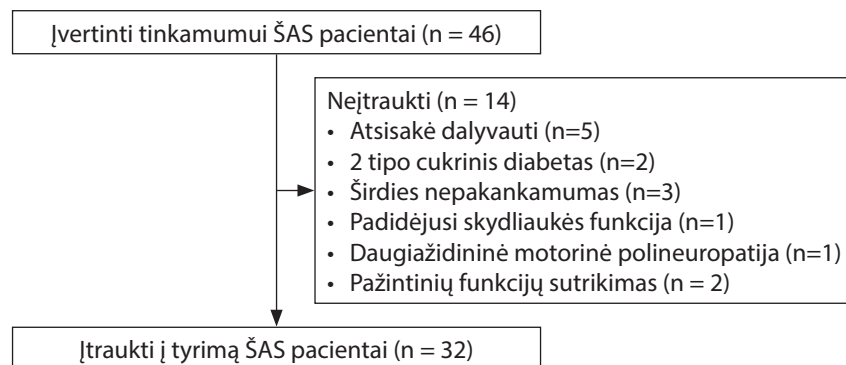 Įvertinti tinkamumui ŠAS pacientai (n = 46)
Neįtraukti (n = 14)
• Atsisakė dalyvauti (n=5)
• 2 tipo cukrinis diabetas (n=2)
• Širdies nepakankamumas (n=3)
• Padidėjusi skydliaukės funkcija (n=1)
• Daugiažidininė motorinė polineuropatija (n=1)
• Pažintinių funkcijų sutrikimas (n = 2)
Įtraukti į tyrimą ŠAS pacientai (n = 32)